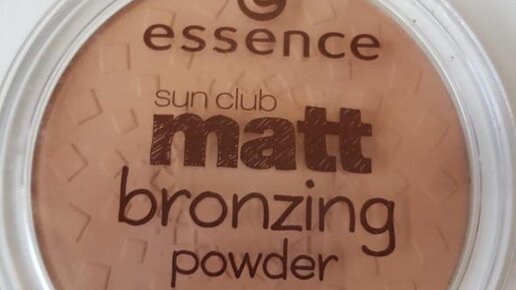 essence
sun club
matt
bronzing
powder